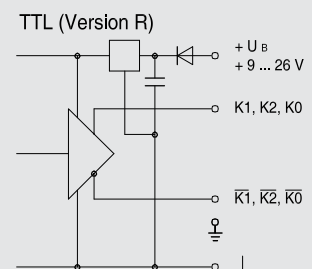 TTL (Version R)
+ U B
+ 9 ... 26 V
K1, K2, K0
K̅1̅, K̅2̅, K̅0̅